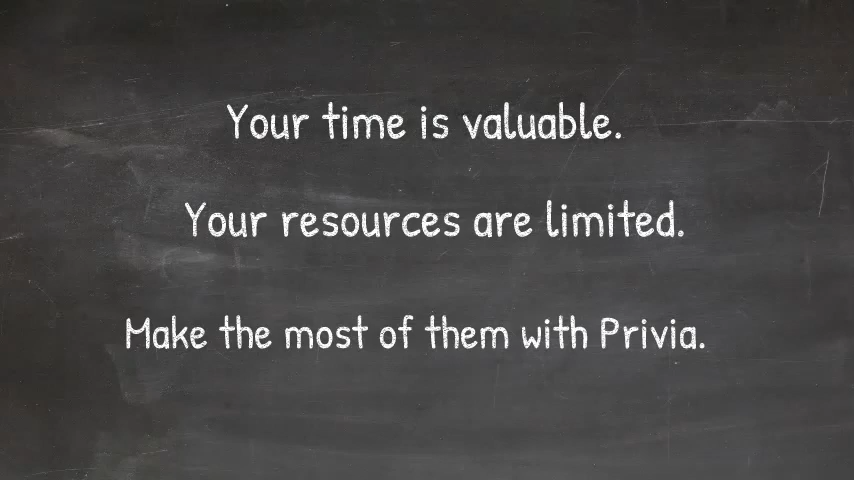 Your time is valuable.
Your resources are limited.
Make the most of them with Privia.